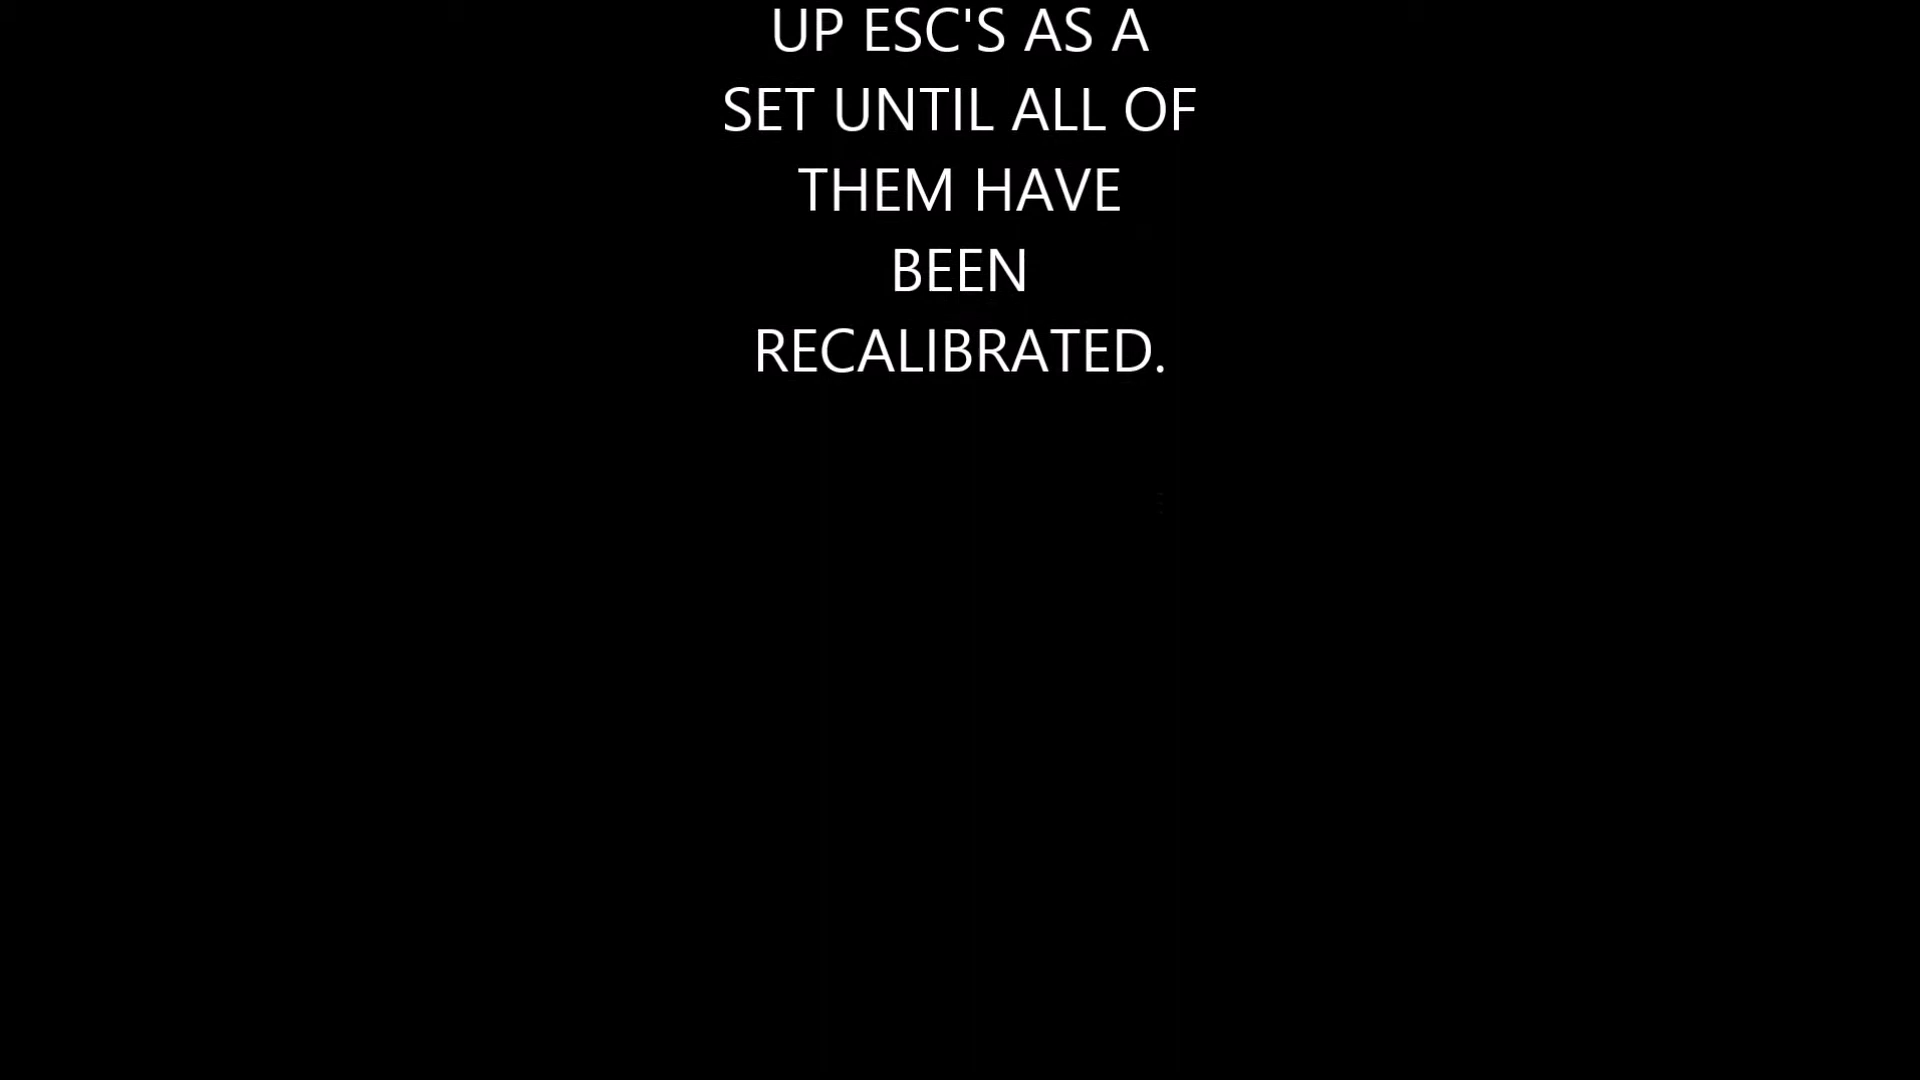 UP ESC'S AS A
SET UNTIL ALL OF
THEM HAVE
BEEN
RECALIBRATED.